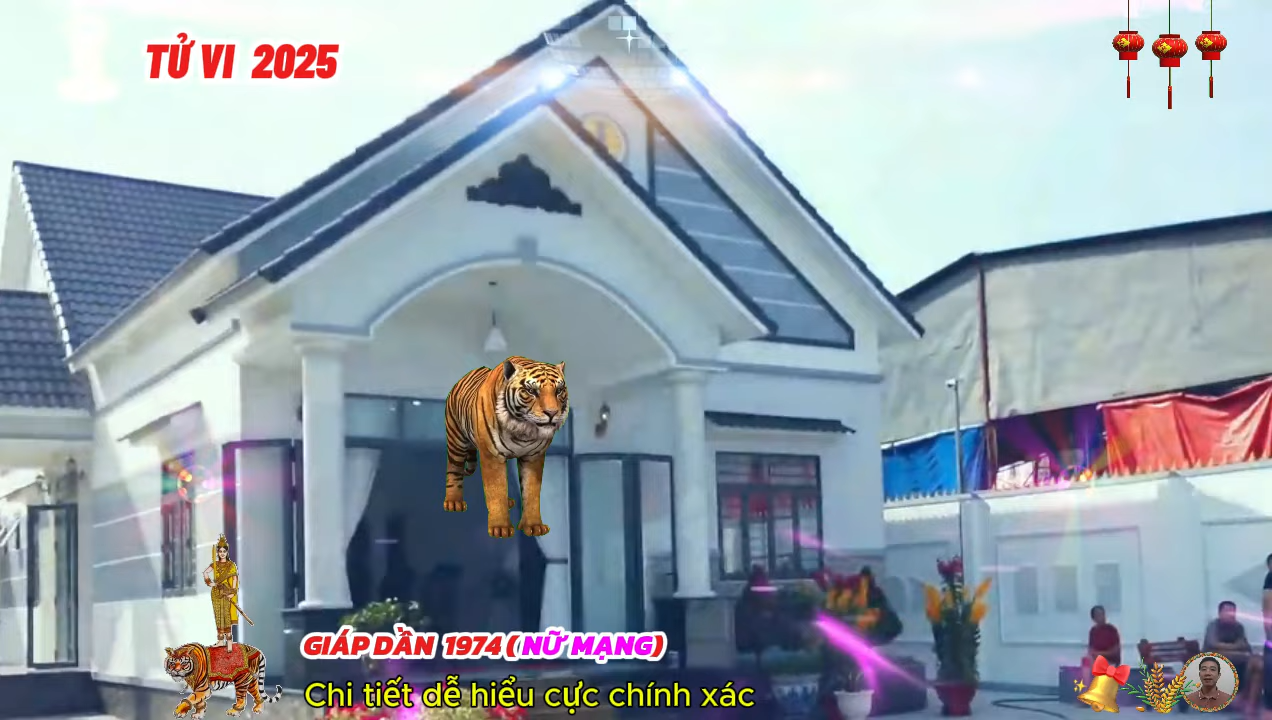 TỬ VI 2025
GIÁP DẦN 1974 ( NỮ MẠNG)
Chi tiết dễ hiểu cực chính xác